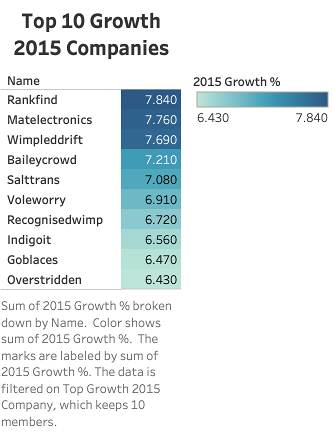 Top 10 Growth
2015 Companies
Name
2015 Growth %
Rankfind 7.840
Matelectronics 7.760
6.430 7.840
Wimpleddrift 7.690
Baileycrowd 7.210
Salttrans 7.080
Voleworry 6.910
Recognisedwimp 6.720
Indigoit 6.560
Goblaces 6.470
Overstridden 6.430
Sum of 2015 Growth % broken
down by Name.  Color shows
sum of 2015 Growth %.  The
marks are labeled by sum of
2015 Growth %. The data is
filtered on Top Growth 2015
Company, which keeps 10
members.